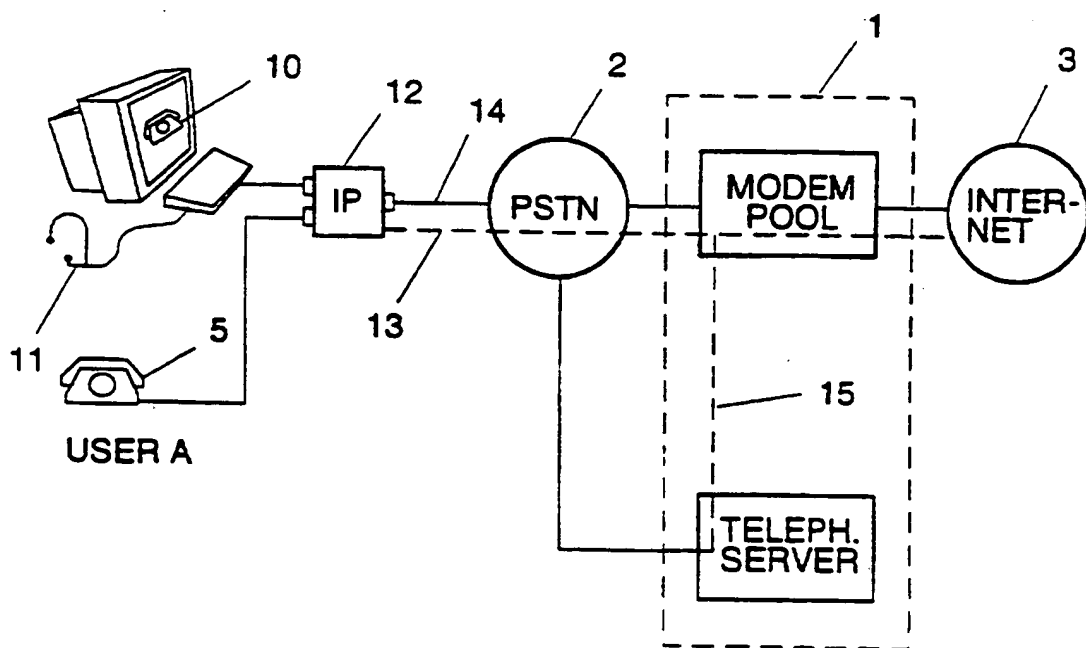 1
2
3
10
12
14
IP
PSTN
MODEM
POOL
INTER-
NET
11
13
5
15
USER A
TELEPH.
SERVER